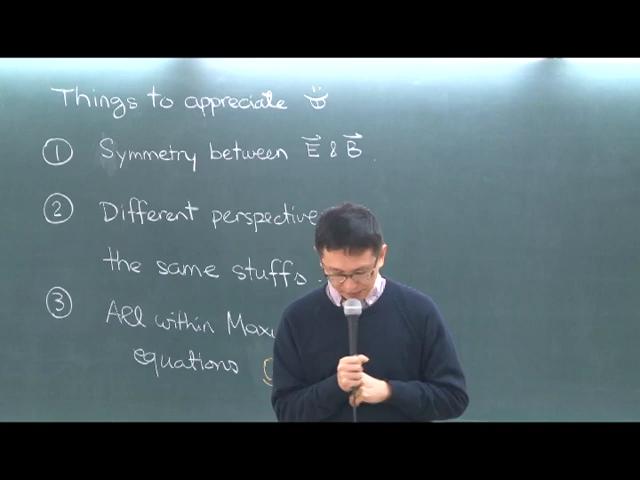 Things to appreciate
① Symmetry between E⃗ & B⃗.
② Different perspective
the same stuffs.
③ All within Max
equations